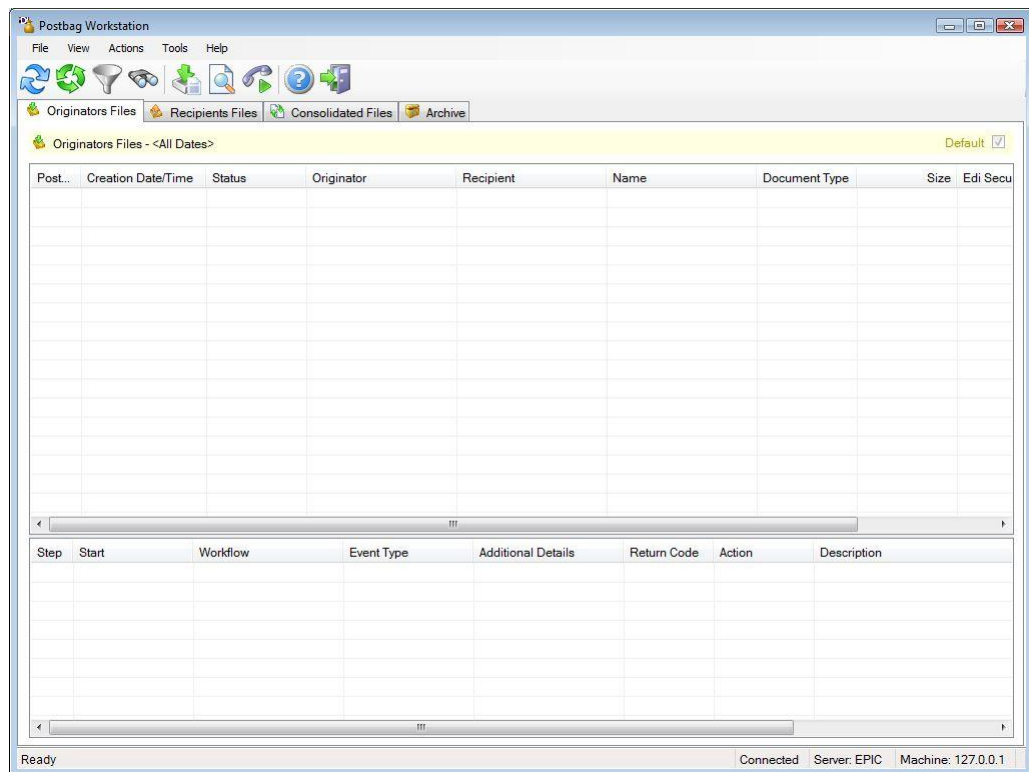 Postbag Workstation
File View Actions Tools Help
Originators Files Recipients Files Consolidated Files Archive
Originators Files - <All Dates> Default
Post... Creation Date/Time Status Originator Recipient Name Document Type Size Edi Secu
Step Start Workflow Event Type Additional Details Return Code Action Description
Ready Connected Server: EPIC Machine: 127.0.0.1